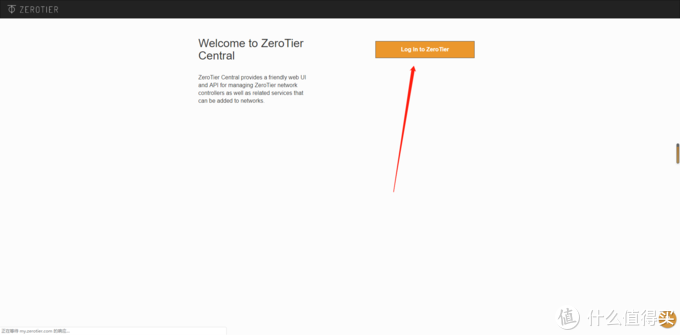 ZEROTIER
Welcome to ZeroTier
Central
Log In to ZeroTier
ZeroTier Central provides a friendly web UI
and API for managing ZeroTier network
controllers as well as related services that
can be added to networks.
正在等待 my.zerotier.com 的响应...
值 什么值得买